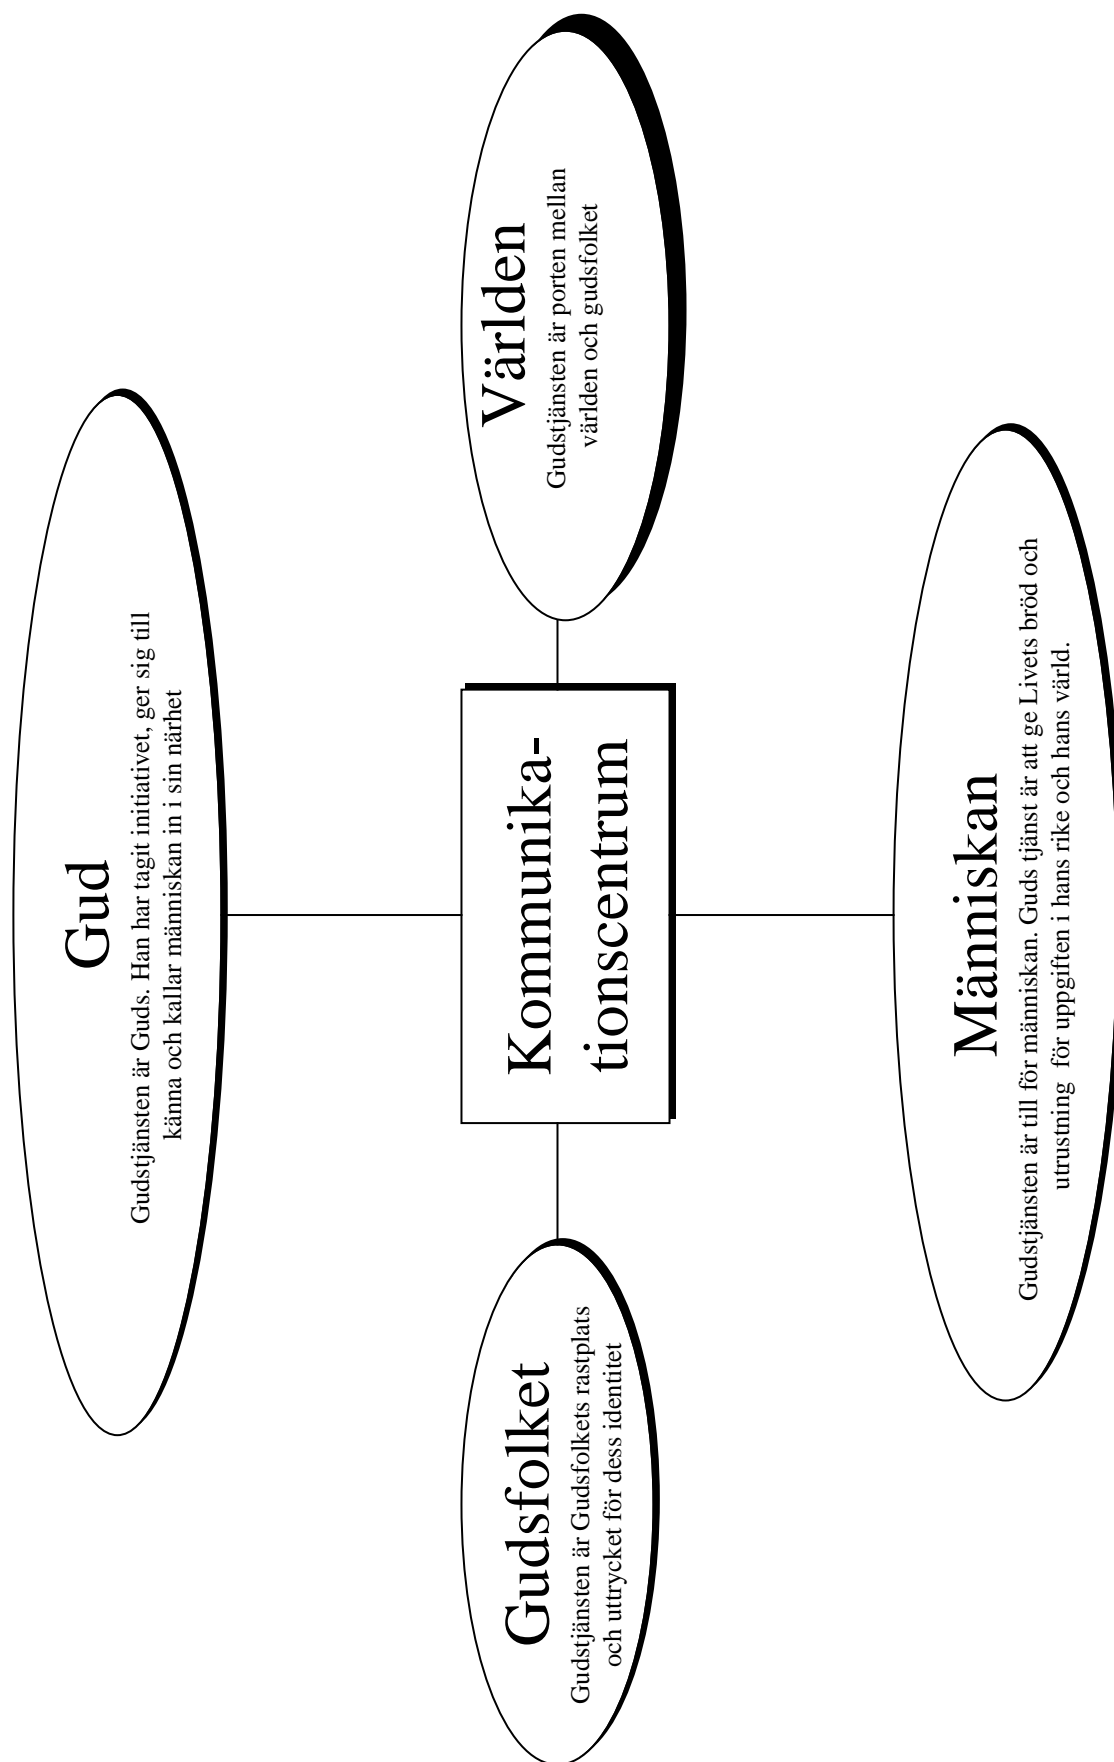 Gud
Gudstjänsten är Guds. Han har tagit initiativet, ger sig till
känna och kallar människan in i sin närhet
Gudsfolket
Gudstjänsten är Gudsfolkets rastplats
och uttrycket för dess identitet
Kommunika-
tionscentrum
Världen
Gudstjänsten är porten mellan
världen och gudsfolket
Människan
Gudstjänsten är till för människan. Guds tjänst är att ge Livets bröd och
utrustning för uppgiften i hans rike och hans värld.